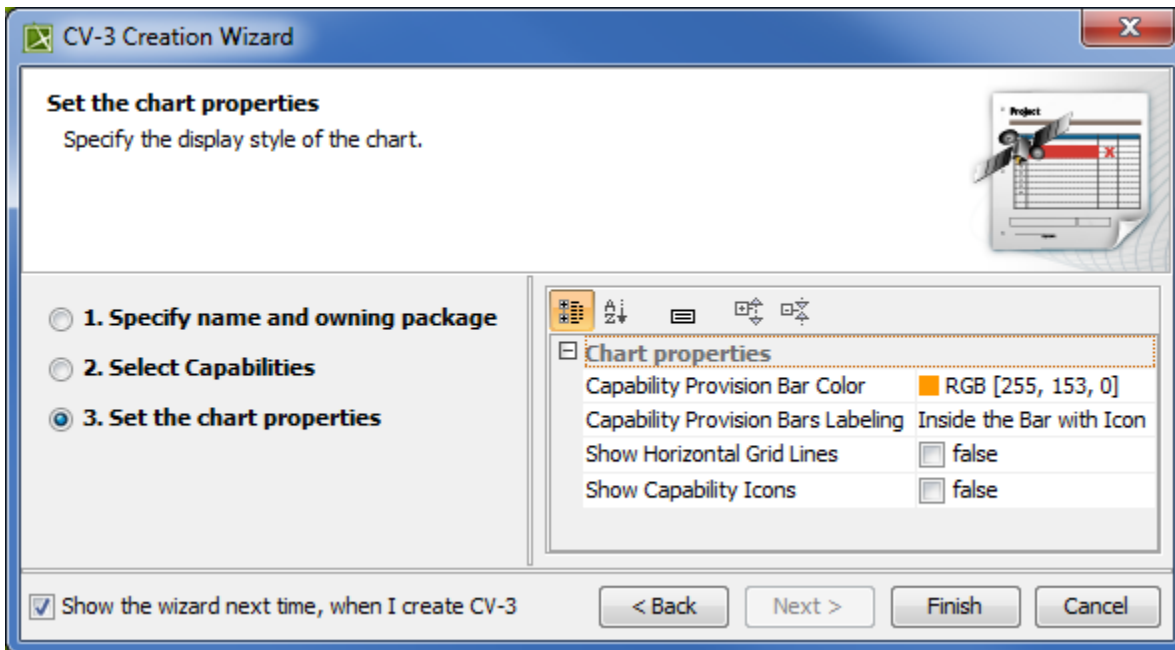 CV-3 Creation Wizard
Set the chart properties
Specify the display style of the chart.
Project
1. Specify name and owning package
2. Select Capabilities
3. Set the chart properties
Chart properties
Capability Provision Bar Color RGB [255, 153, 0]
Capability Provision Bars Labeling Inside the Bar with Icon
Show Horizontal Grid Lines false
Show Capability Icons false
Show the wizard next time, when I create CV-3
< Back Next > Finish Cancel